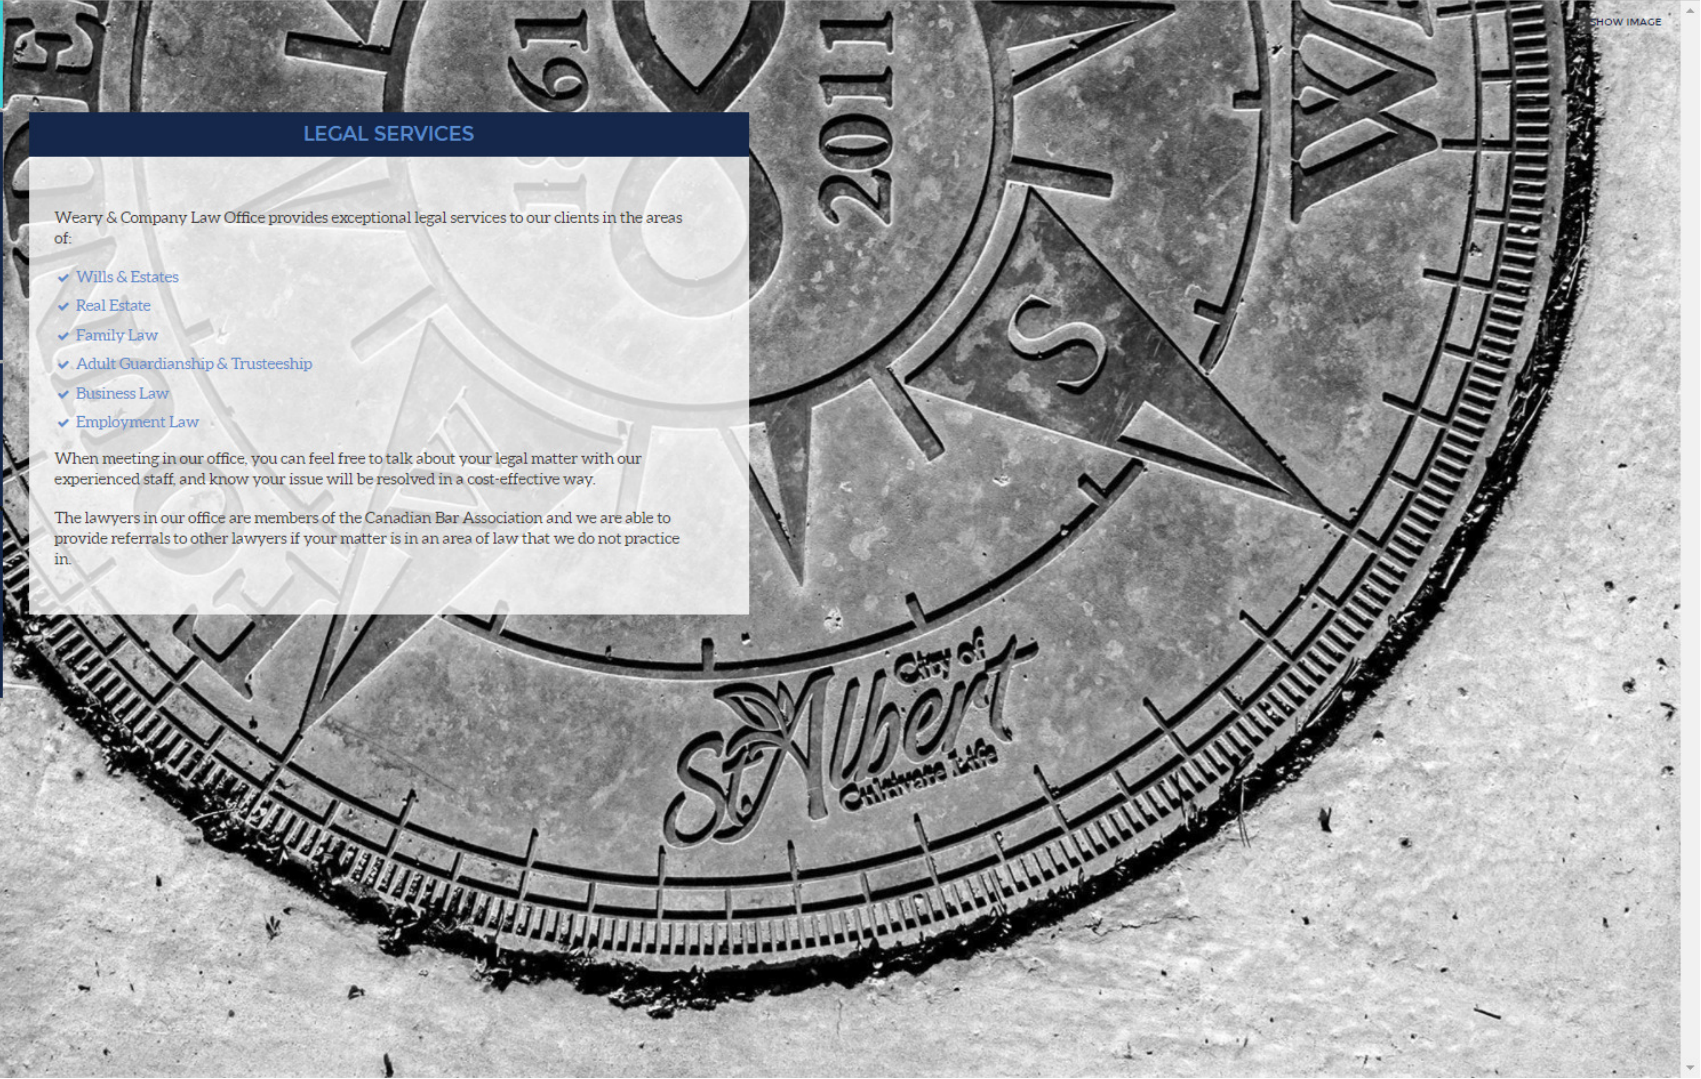 HOW IMAGE
1861
2011
W
S
W
LEGAL SERVICES
Weary & Company Law Office provides exceptional legal services to our clients in the areas
of:
Wills & Estates
Real Estate
Family Law
Adult Guardianship & Trusteeship
Business Law
Employment Law
When meeting in our office, you can feel free to talk about your legal matter with our
experienced staff, and know your issue will be resolved in a cost-effective way.
The lawyers in our office are members of the Canadian Bar Association and we are able to
provide referrals to other lawyers if your matter is in an area of law that we do not practice
in.
City of
St. Albert
Cultivate Life